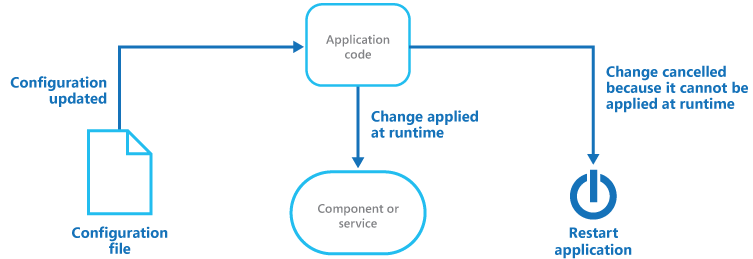 Application
code
Configuration
updated
Change applied
at runtime
Change cancelled
because it cannot be
applied at runtime
Component or
service
Configuration
file
Restart
application